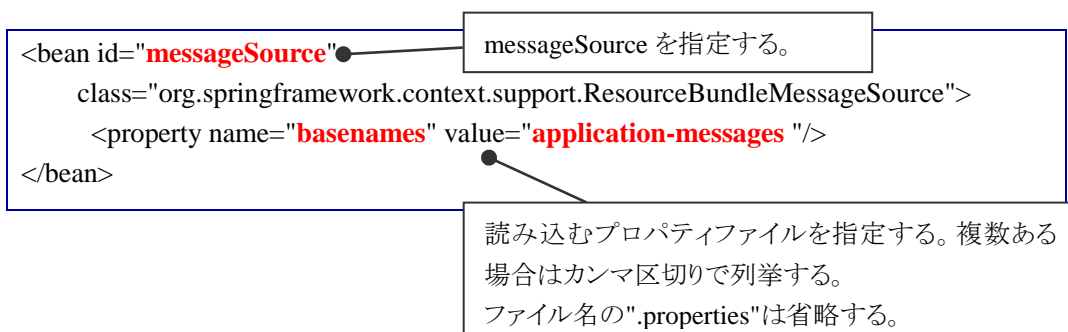 messageSource を指定する。
<bean id="messageSource"
class="org.springframework.context.support.ResourceBundleMessageSource">
<property name="basenames" value="application-messages "/>
</bean>
読み込むプロパティファイルを指定する。複数ある
場合はカンマ区切りで列挙する。
ファイル名の".properties"は省略する。